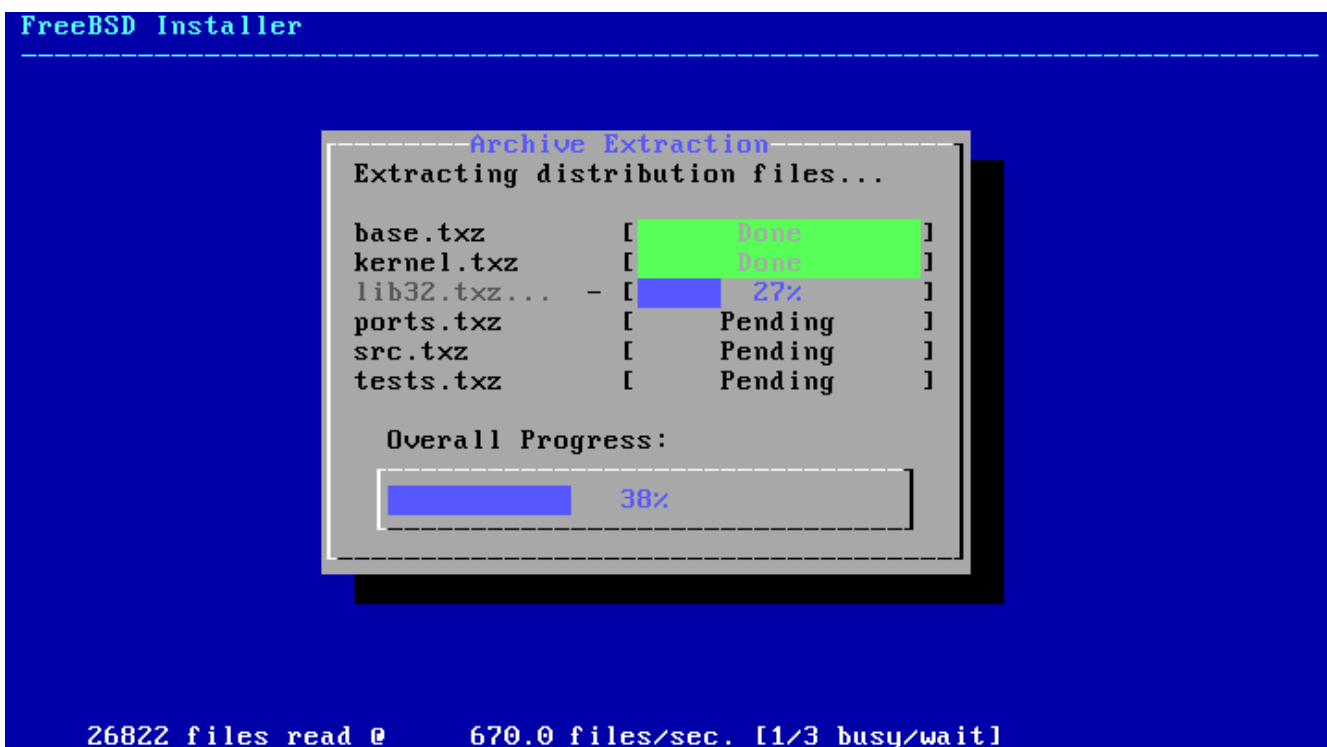 FreeBSD Installer
Archive Extraction
Extracting distribution files...
base.txz [ Done ]
kernel.txz [ Done ]
lib32.txz... - [ 27% ]
ports.txz [ Pending ]
src.txz [ Pending ]
tests.txz [ Pending ]
Overall Progress:
38%
26822 files read @ 670.0 files/sec. [1/3 busy/wait]